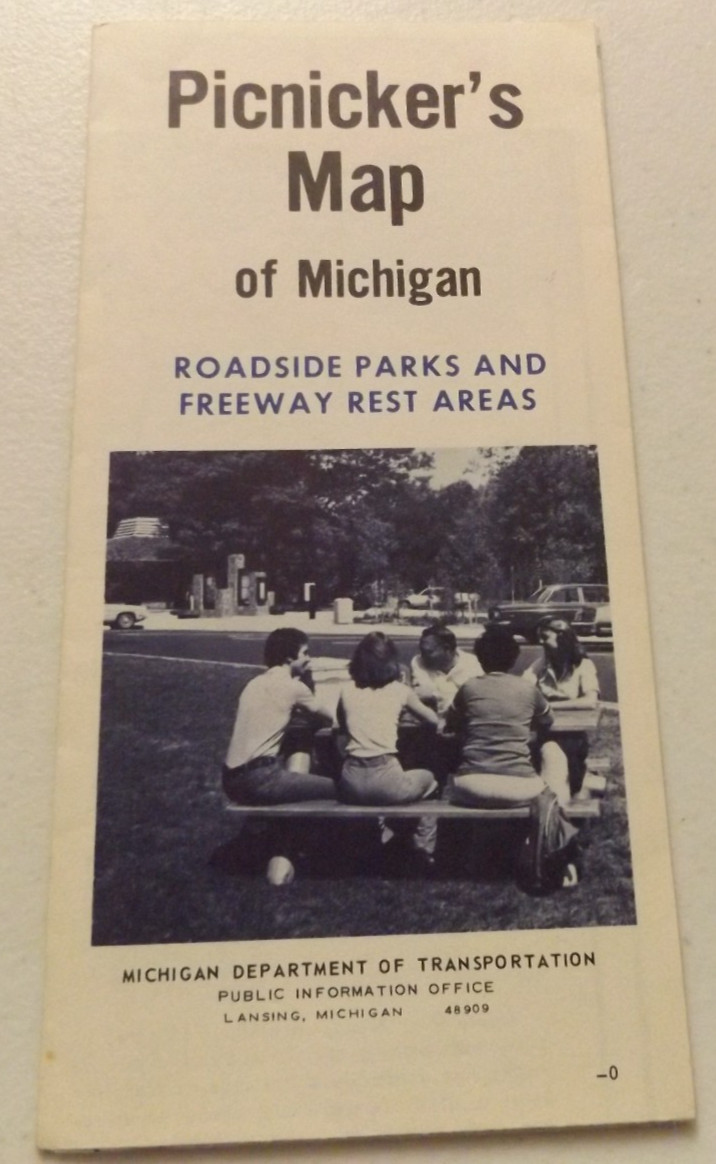 Picnicker's
Map
of Michigan
ROADSIDE PARKS AND
FREEWAY REST AREAS
MICHIGAN DEPARTMENT OF TRANSPORTATION
PUBLIC INFORMATION OFFICE
LANSING, MICHIGAN 48909
–0